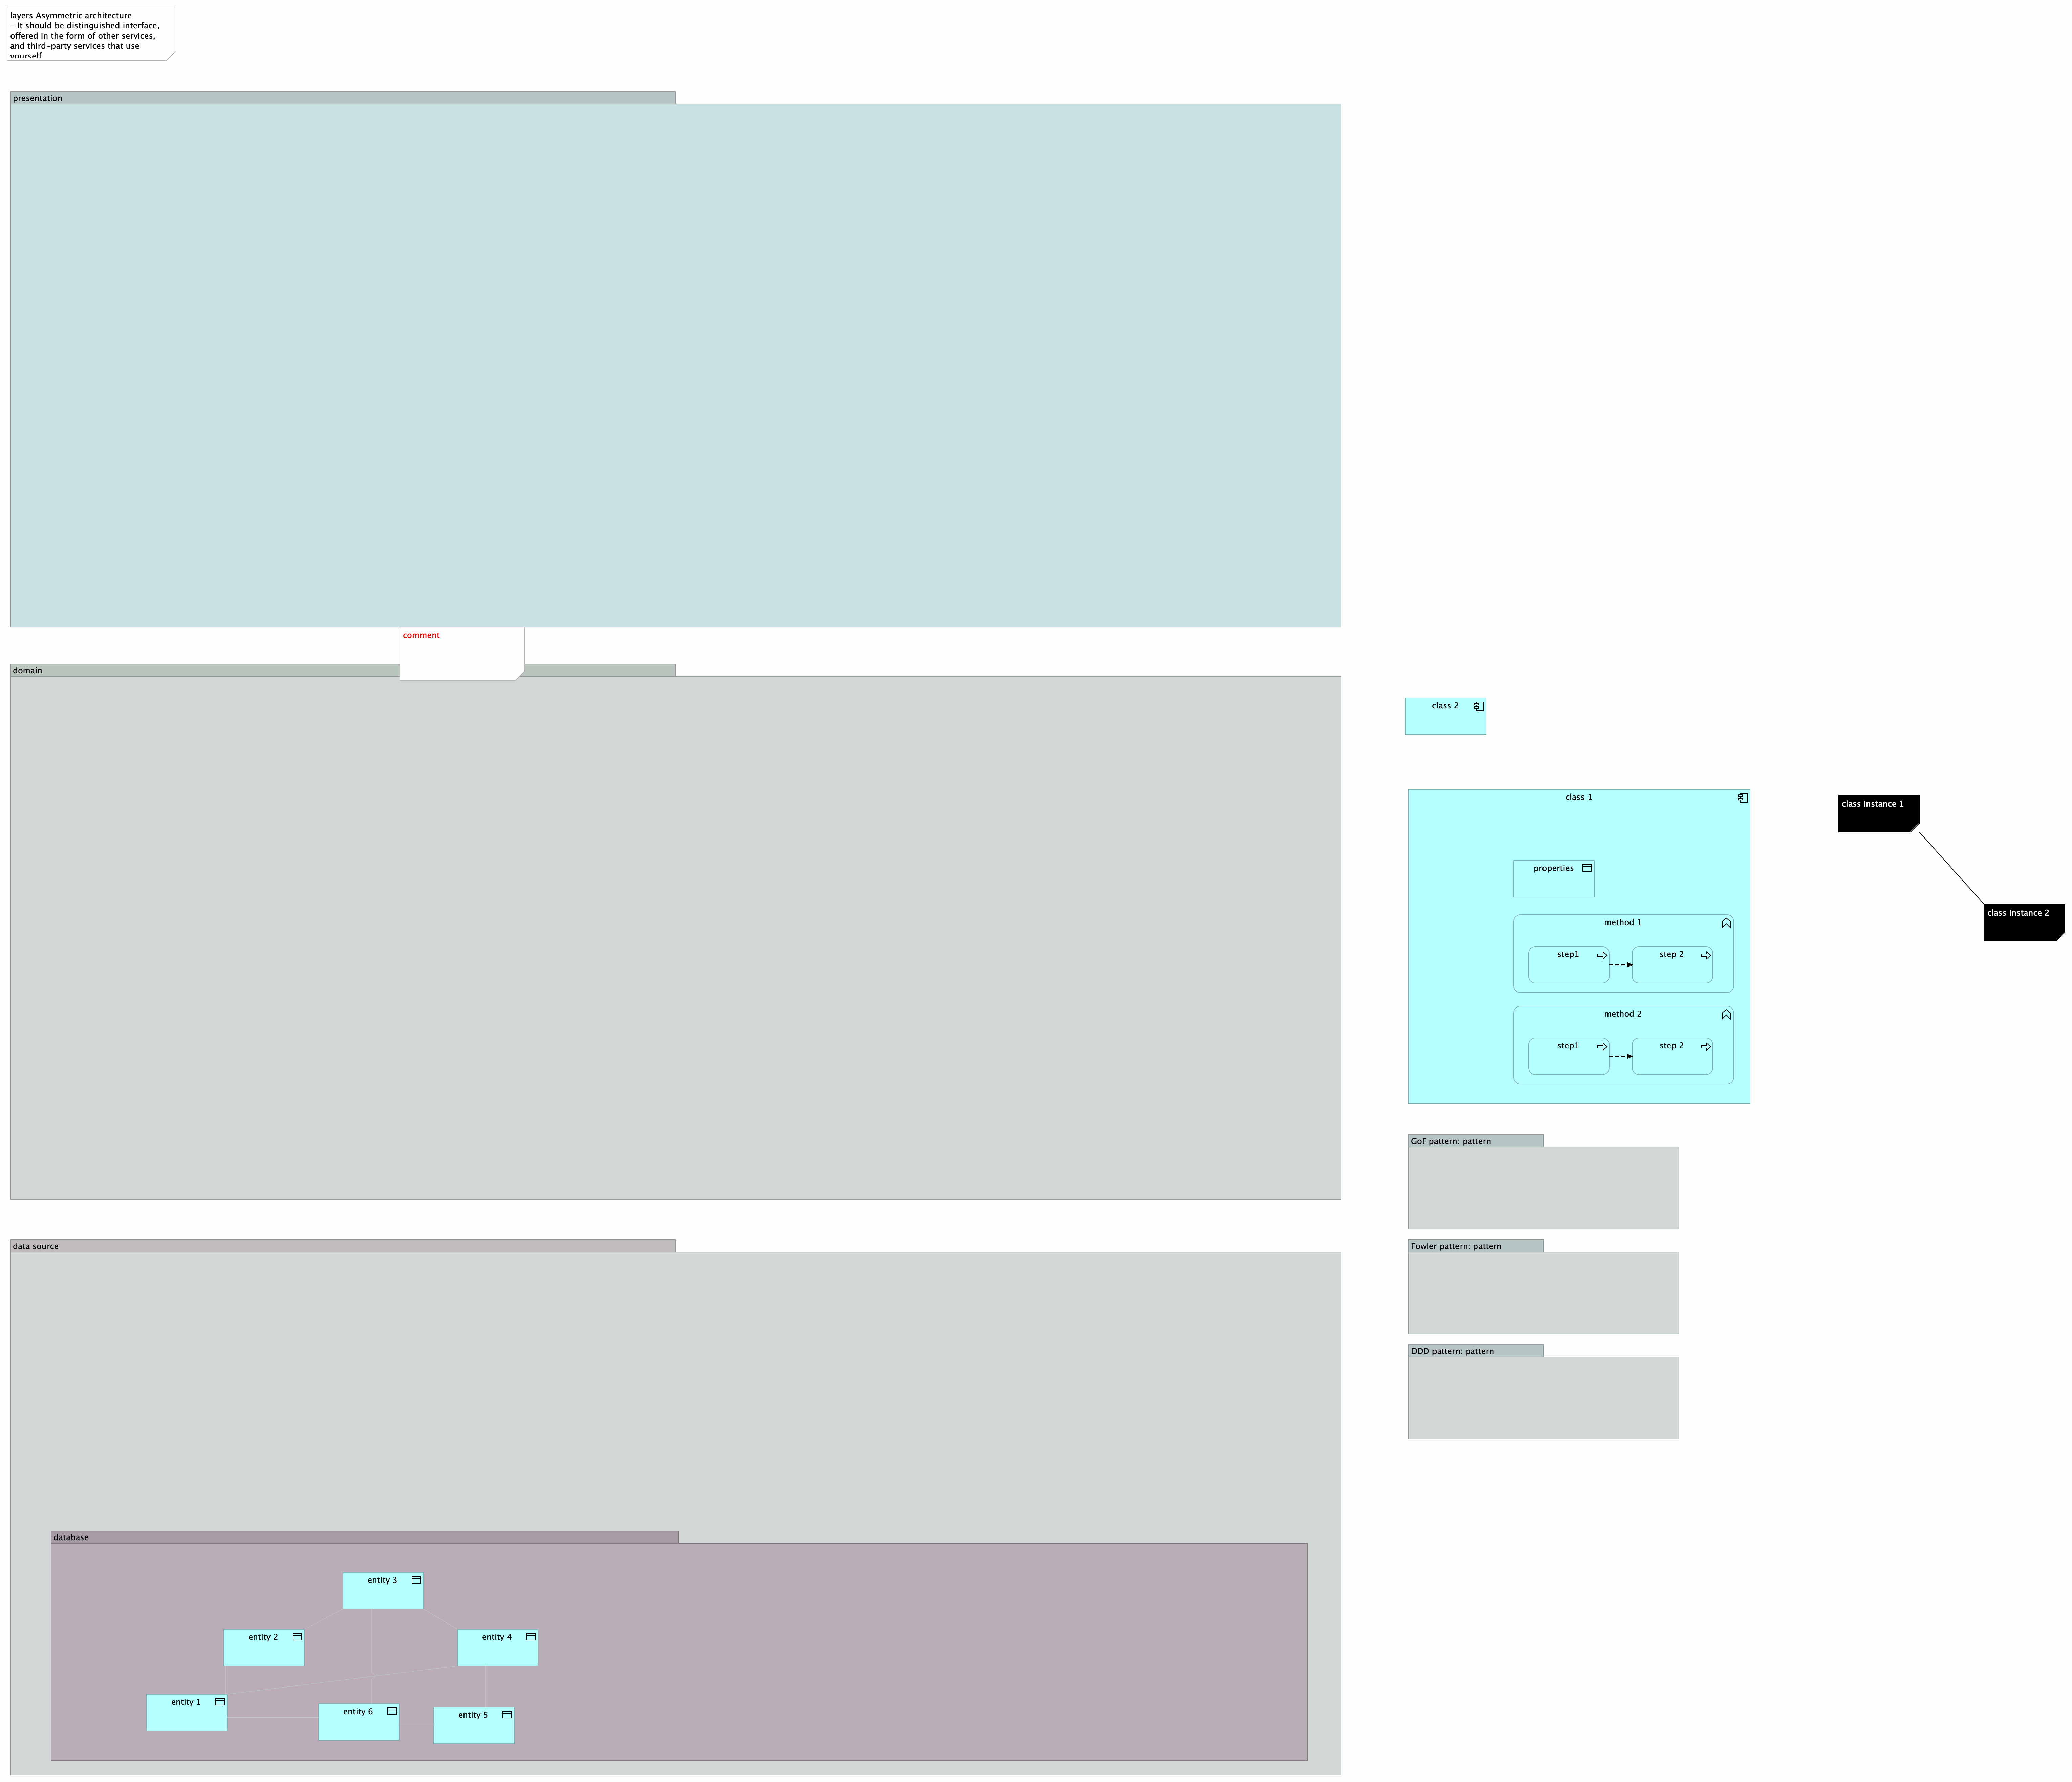 layers Asymmetric architecture
- It should be distinguished interface,
offered in the form of other services,
and third-party services that use
yourself
presentation
comment
domain
class 2
class 1
class instance 1
properties
class instance 2
method 1
step1
step 2
method 2
step1
step 2
GoF pattern: pattern
data source
Fowler pattern: pattern
DDD pattern: pattern
database
entity 3
entity 2
entity 4
entity 1
entity 6
entity 5